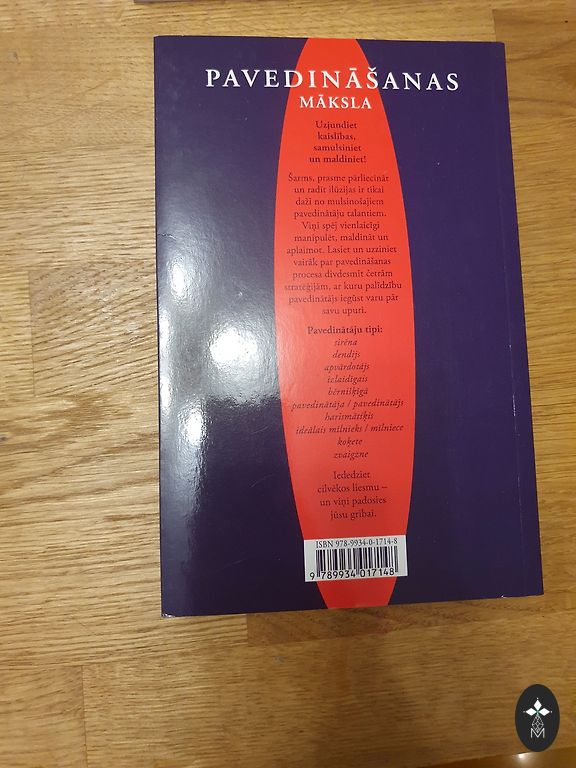 PAVEDINĀŠANAS
MĀKSLA
Uzjundiet
kaislības,
samulsiniet
un maldiniet!
Šarms, prasme pārliecināt
un radīt ilūzijas ir tikai
daži no mulsinošajiem
pavedinātāju talantiem.
Viņi spēj vienlaicīgi
manipulēt, maldināt un
aplaimot. Lasiet un uzziniet
vairāk par pavedināšanas
procesa divdesmit četrām
stratēģijām, ar kuru palīdzību
pavedinātājs iegūst varu pār
savu upuri.
Pavedinātāju tipi:
sirēna
dendijs
apvārdotājs
izlaidīgais
bērnišķīgā
pavedinātāja / pavedinātājs
harismātiķis
ideālais mīlnieks / mīlniece
koķete
zvaigzne
Iededziet
cilvēkos liesmu –
un viņi padosies
jūsu gribai.
ISBN 978-9934-0-1714-8
9 789934 017148
M